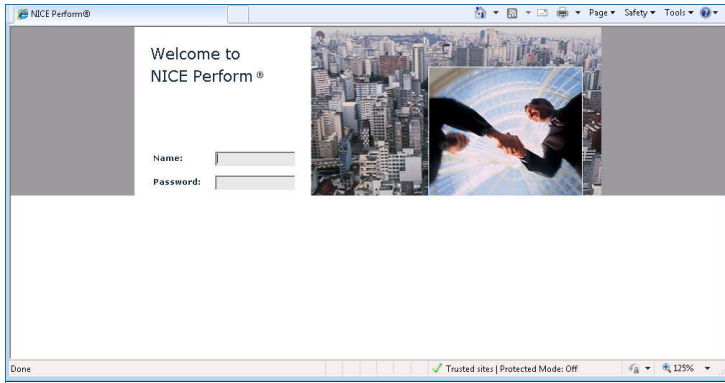 NICE Perform®
Page Safety Tools
Welcome to
NICE Perform ®
Name:
Password:
Done
Trusted sites | Protected Mode: Off
125%